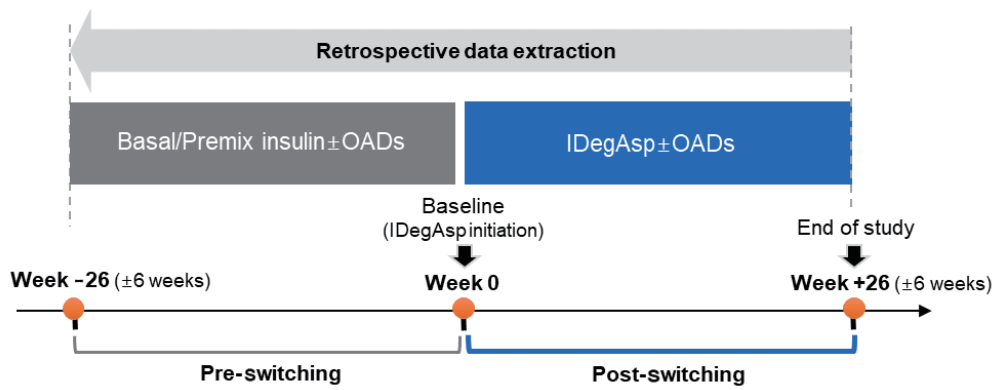 Retrospective data extraction
Basal/Premix insulin±OADs
IDegAsp±OADs
Baseline
(IDegAsp initiation)
End of study
Week −26 (±6 weeks)
Week 0
Week +26 (±6 weeks)
Pre-switching
Post-switching